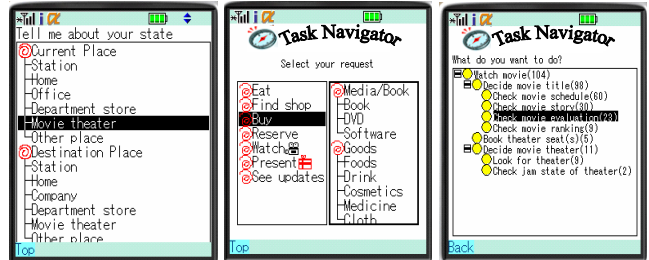 i α
Tell me about your state
Current Place
Station
Home
Office
Department store
Movie theater
Other place
Destination Place
Station
Home
Company
Department store
Movie theater
Other place
Top
i α
Task Navigator
Select your request
Eat
Find shop
Buy
Reserve
Watch
Present
See updates
Media/Book
Book
DVD
Software
Goods
Foods
Drink
Cosmetics
Medicine
Cloth
Top
i α
Task Navigator
What do you want to do?
Watch movie(104)
Decide movie title(98)
Check movie schedule(60)
Check movie story(30)
Check movie evaluation(23)
Check movie ranking(9)
Book theater seat(s)(5)
Decide movie theater(11)
Look for theater(9)
Check jam state of theater(2)
Back